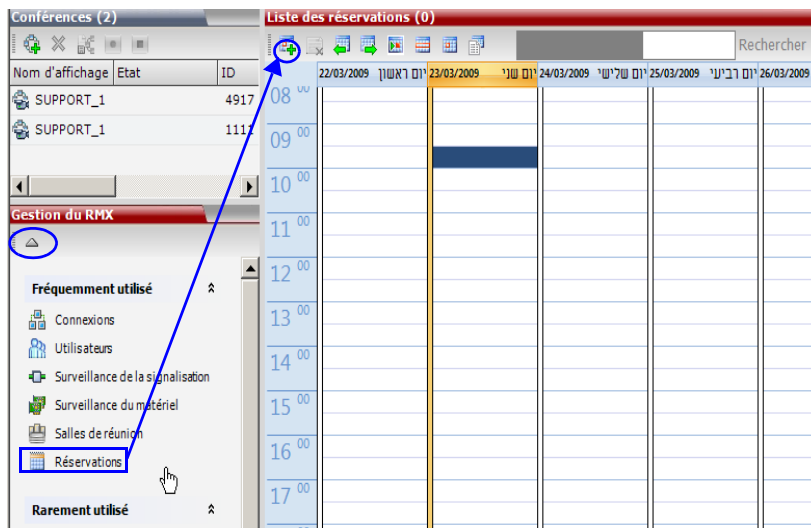 Conférences (2)
Nom d'affichage Etat ID
SUPPORT_1 4917
SUPPORT_1 1111
Gestion du RMX
Fréquemment utilisé
Connexions
Utilisateurs
Surveillance de la signalisation
Surveillance du matériel
Salles de réunion
Réservations
Rarement utilisé
Liste des réservations (0)
Rechercher
22/03/2009 יום ראשון 23/03/2009 יום שני 24/03/2009 יום שלישי 25/03/2009 יום רביעי 26/03/2009
08 00
09 00
10 00
11 00
12 00
13 00
14 00
15 00
16 00
17 00